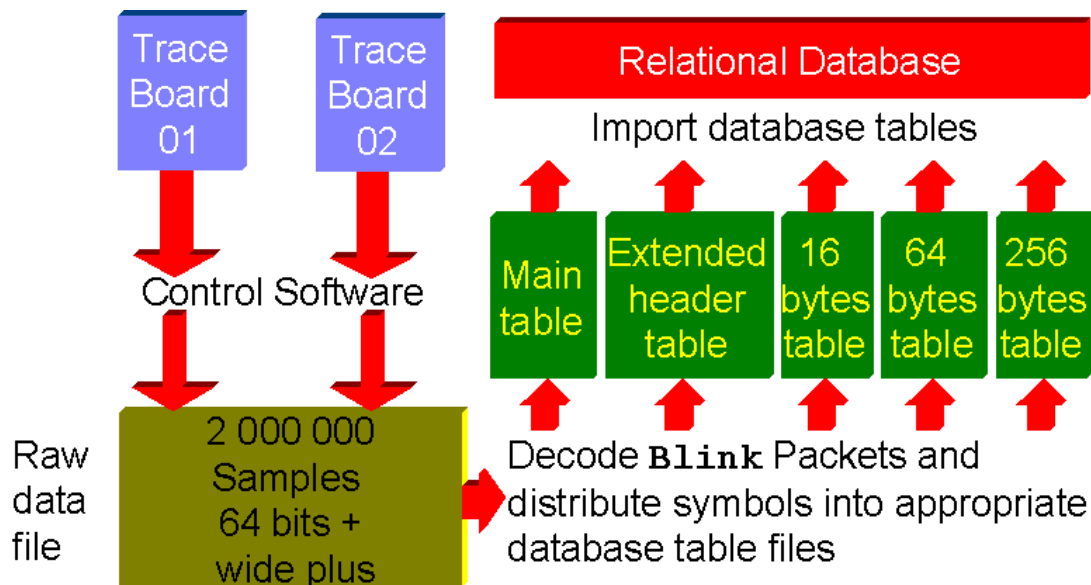 Trace
Board
01
Trace
Board
02
Control Software
Raw
data
file
2 000 000
Samples
64 bits +
wide plus
Decode Blink Packets and
distribute symbols into appropriate
database table files
Main
table
Extended
header
table
16
bytes
table
64
bytes
table
256
bytes
table
Import database tables
Relational Database